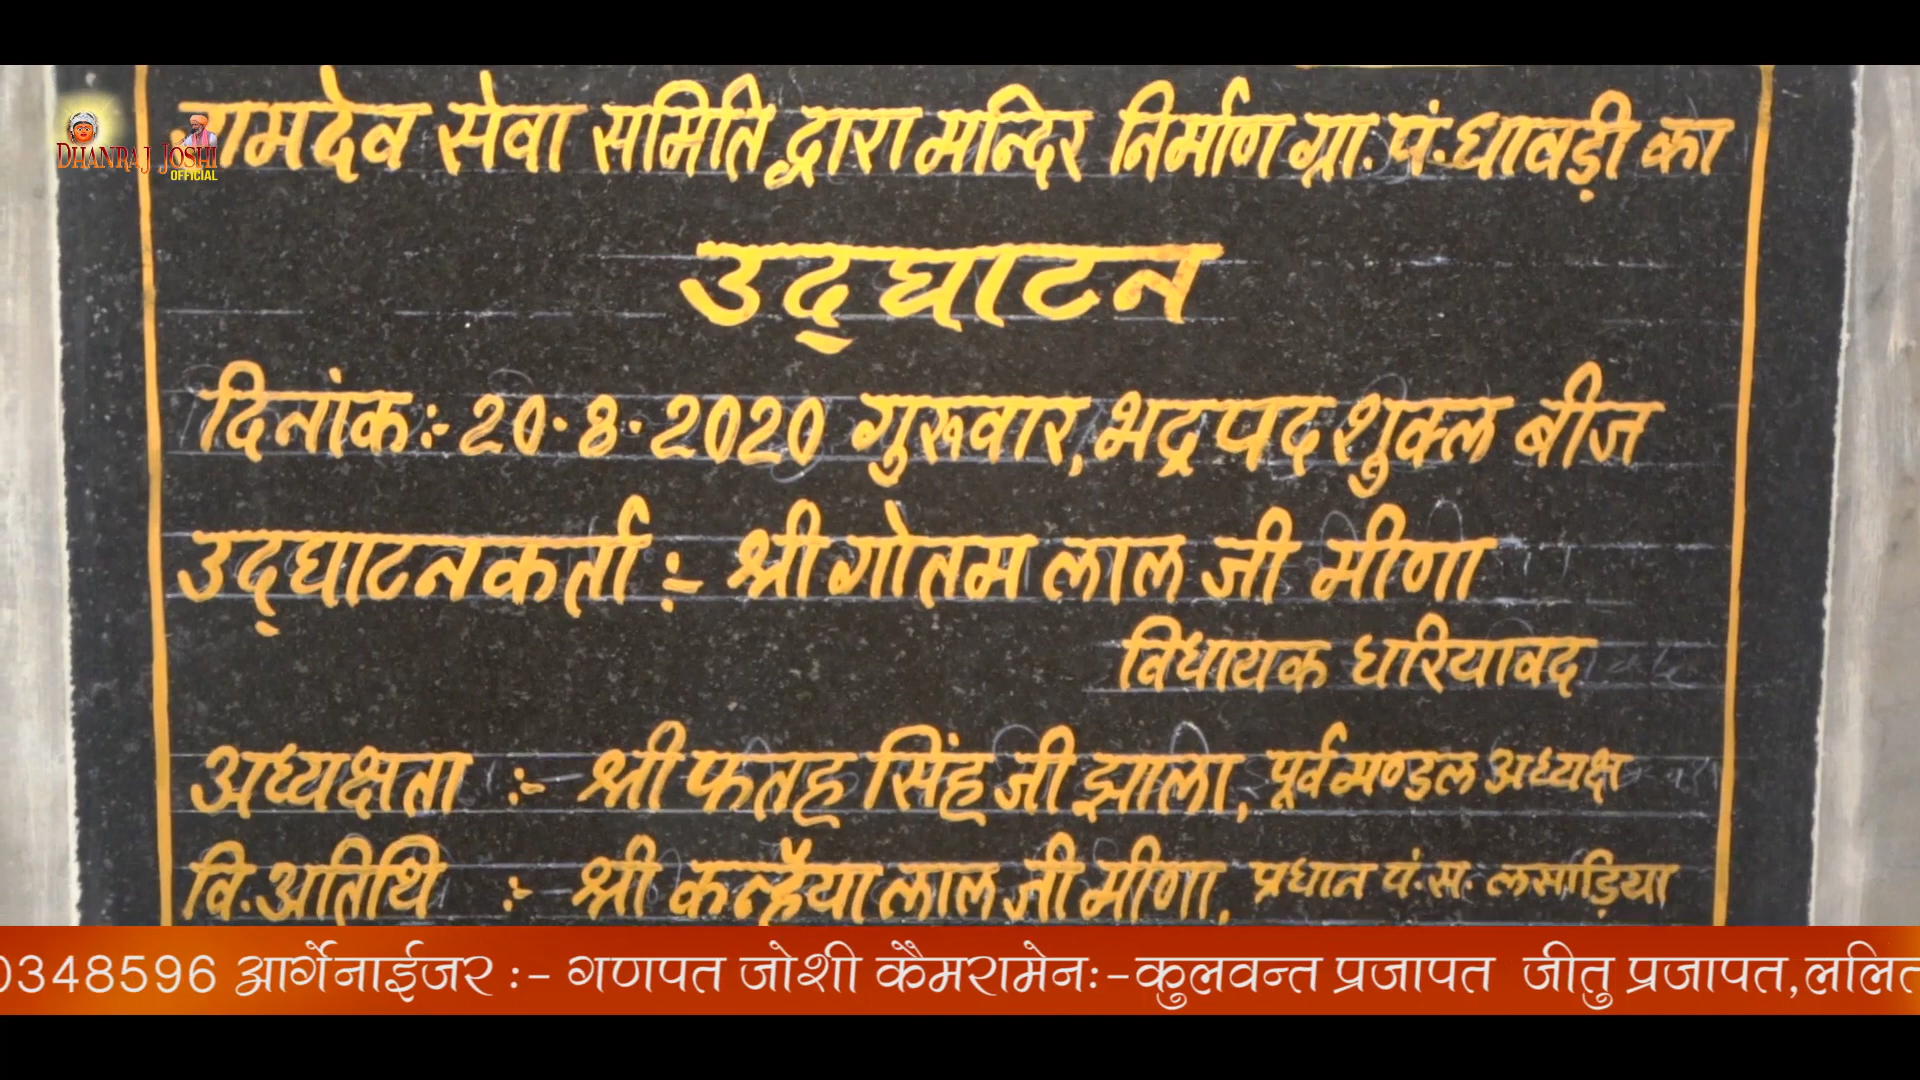 रामदेव सेवा समिति द्वारा मन्दिर निर्माण ग्रा.पं.धावड़ी का
DHANRAJ JOSHI
OFFICIAL
उद्घाटन
दिनांक:- 20.8.2020 गुरूवार, भद्रपद शुक्ल बीज
उद्घाटनकर्ता :- श्री गोतम लाल जी मीणा
विधायक धरियावद
अध्यक्षता :- श्री फतह सिंह जी झाला, पूर्व मण्डल अध्यक्ष
वि.अतिथि :- श्री कन्हैया लाल जी मीणा, प्रधान पं.स. लसाड़िया
0348596 आर्गेनाईजर :- गणपत जोशी कैमरामेन:-कुलवन्त प्रजापत जीतु प्रजापत,ललित